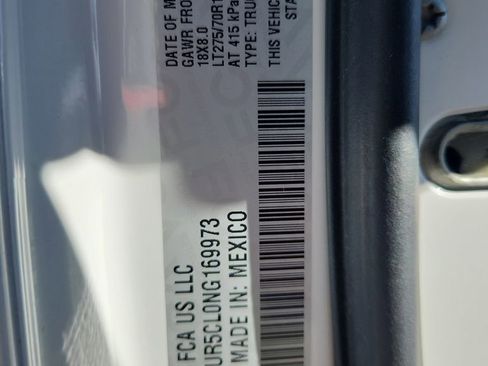 FCA US LLC
UR5CL0NG169973
MADE IN: MEXICO
DATE OF M
GAWR FRO
18X8.0
LT275/70R1
AT 415 kPa
TYPE: TRU
THIS VEHIC
STA